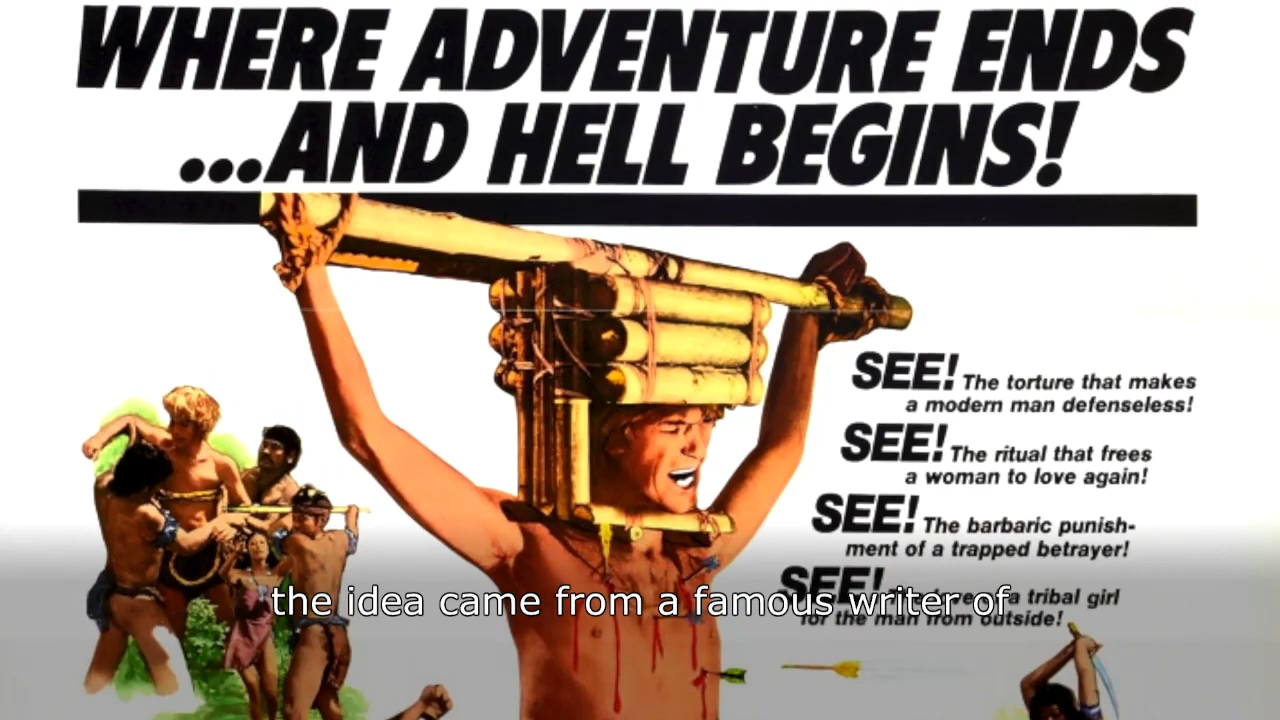 WHERE ADVENTURE ENDS
...AND HELL BEGINS!
SEE! The torture that makes
a modern man defenseless!
SEE! The ritual that frees
a woman to love again!
SEE! The barbaric punish-
ment of a trapped betrayer!
SEE! a tribal girl
for the man from outside!
the idea came from a famous writer of